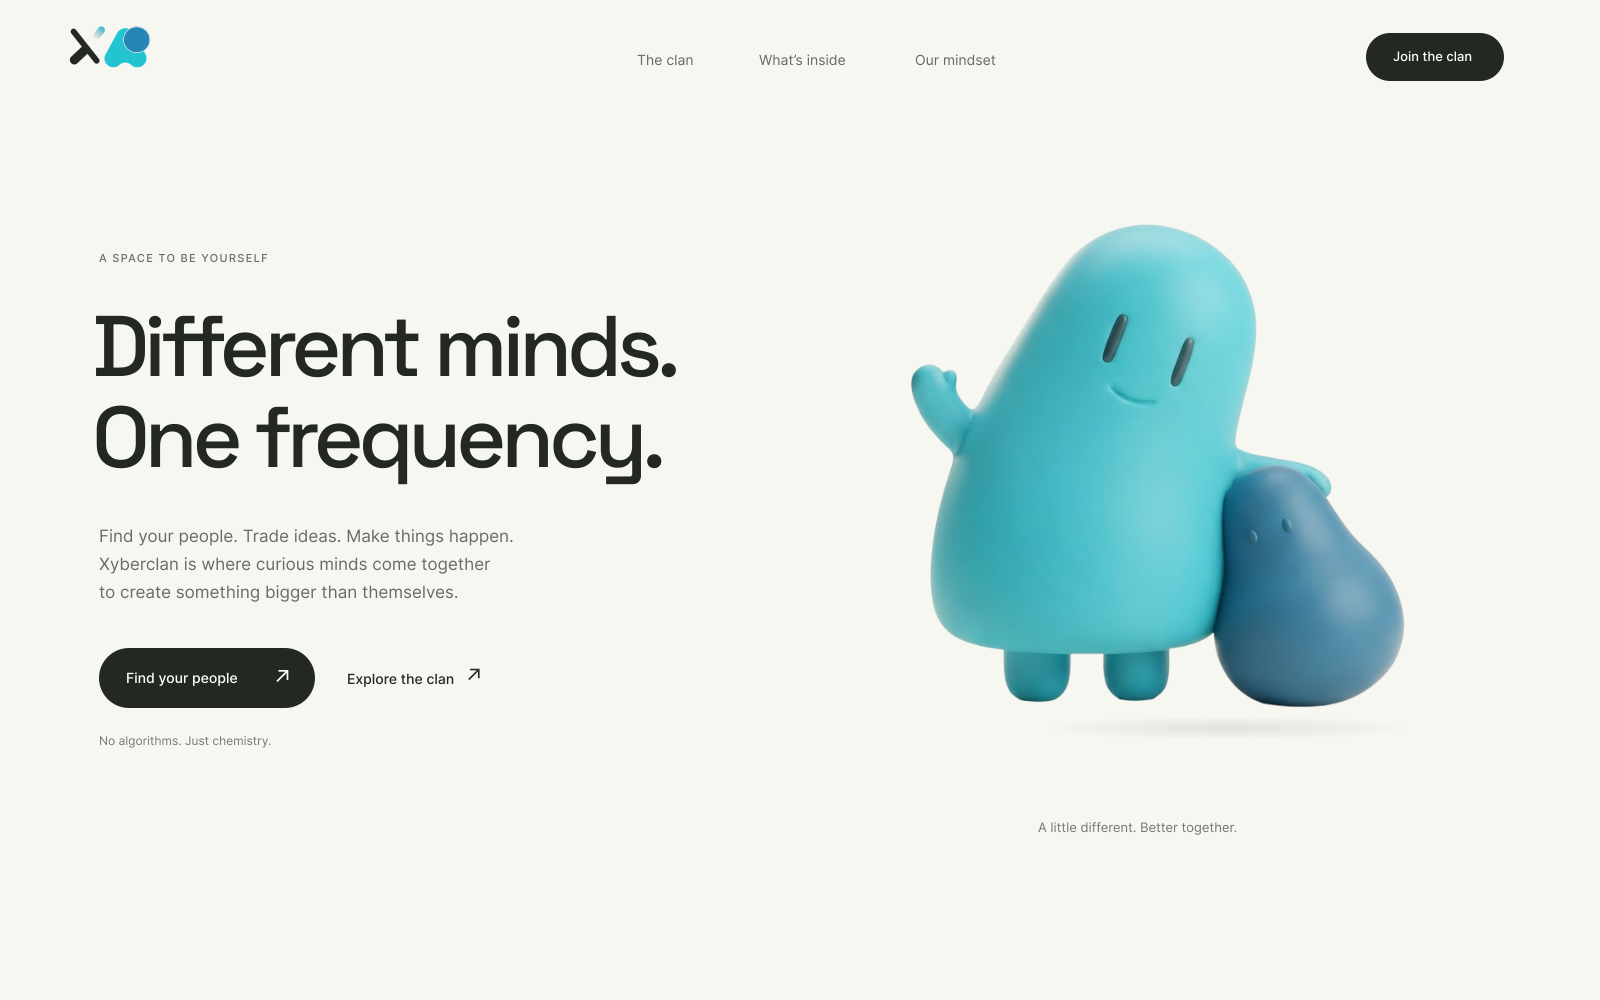 The clan
What's inside
Our mindset
Join the clan
A SPACE TO BE YOURSELF
Different minds.
One frequency.
Find your people. Trade ideas. Make things happen.
Xyberclan is where curious minds come together
to create something bigger than themselves.
Find your people
Explore the clan
No algorithms. Just chemistry.
A little different. Better together.